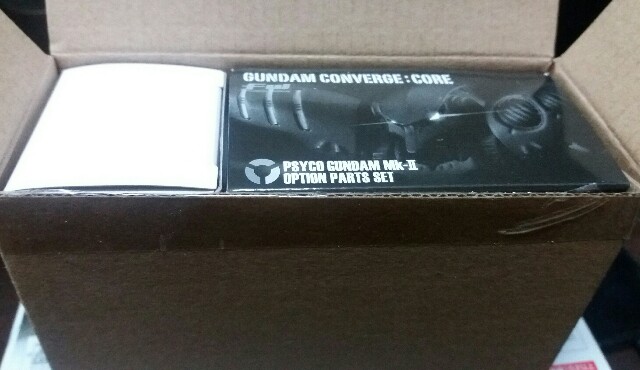 GUNDAM CONVERGE : CORE
PSYCO GUNDAM Mk-II
OPTION PARTS SET